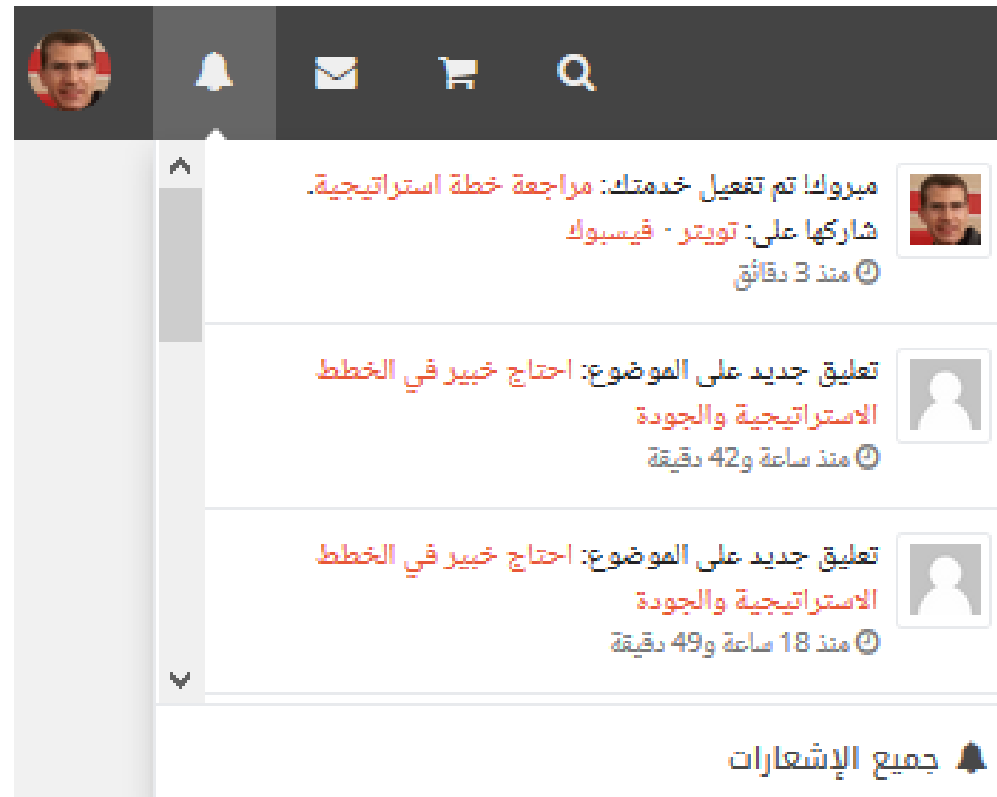 مبروك! تم تفعيل خدمتك: مراجعة خطة استراتيجية.
شاركها على: تويتر - فيسبوك
منذ 3 دقائق
تعليق جديد على الموضوع: احتاج خبير في الخطط
الاستراتيجية والجودة
منذ ساعة و42 دقيقة
تعليق جديد على الموضوع: احتاج خبير في الخطط
الاستراتيجية والجودة
منذ 18 ساعة و49 دقيقة
جميع الإشعارات